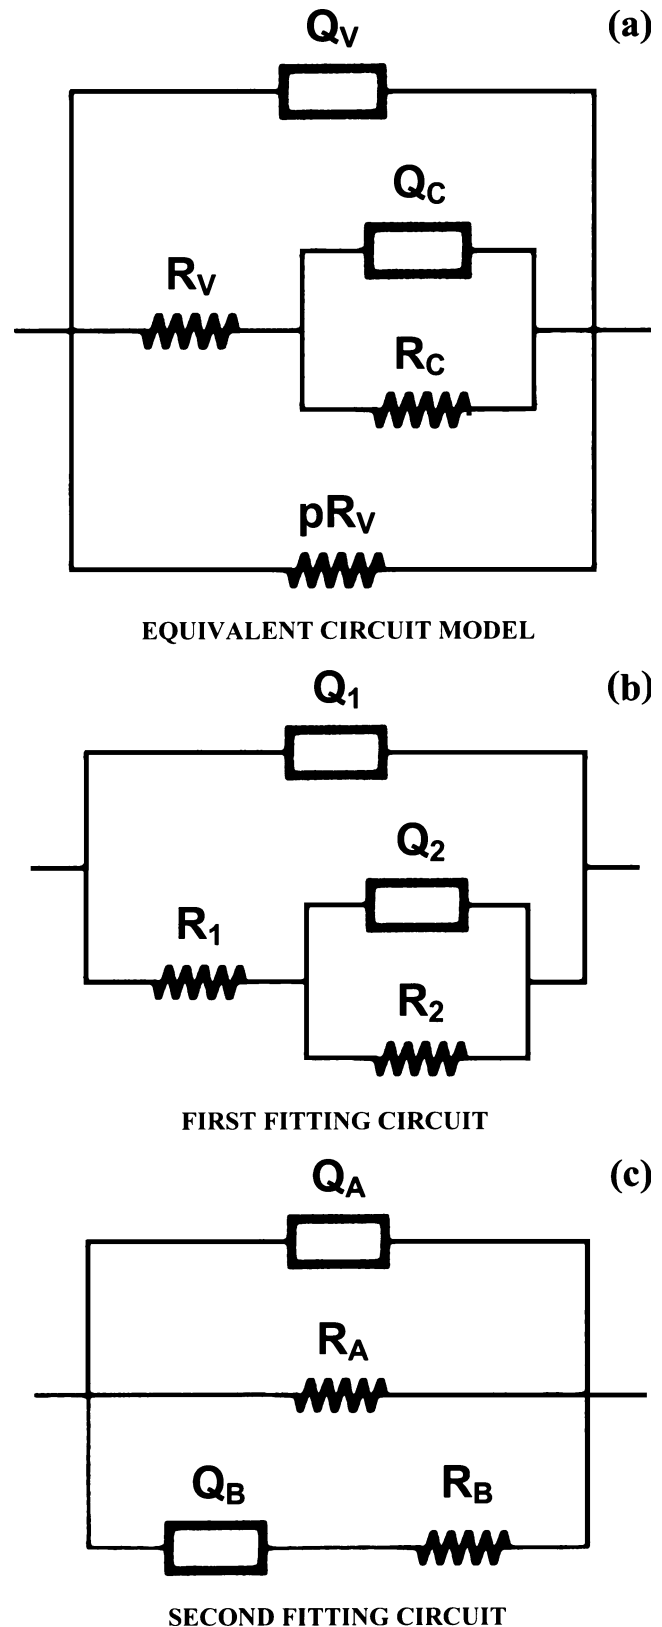 (a)
QV
QC
RV
RC
pRV
EQUIVALENT CIRCUIT MODEL
(b)
Q1
Q2
R1
R2
FIRST FITTING CIRCUIT
(c)
QA
RA
QB
RB
SECOND FITTING CIRCUIT